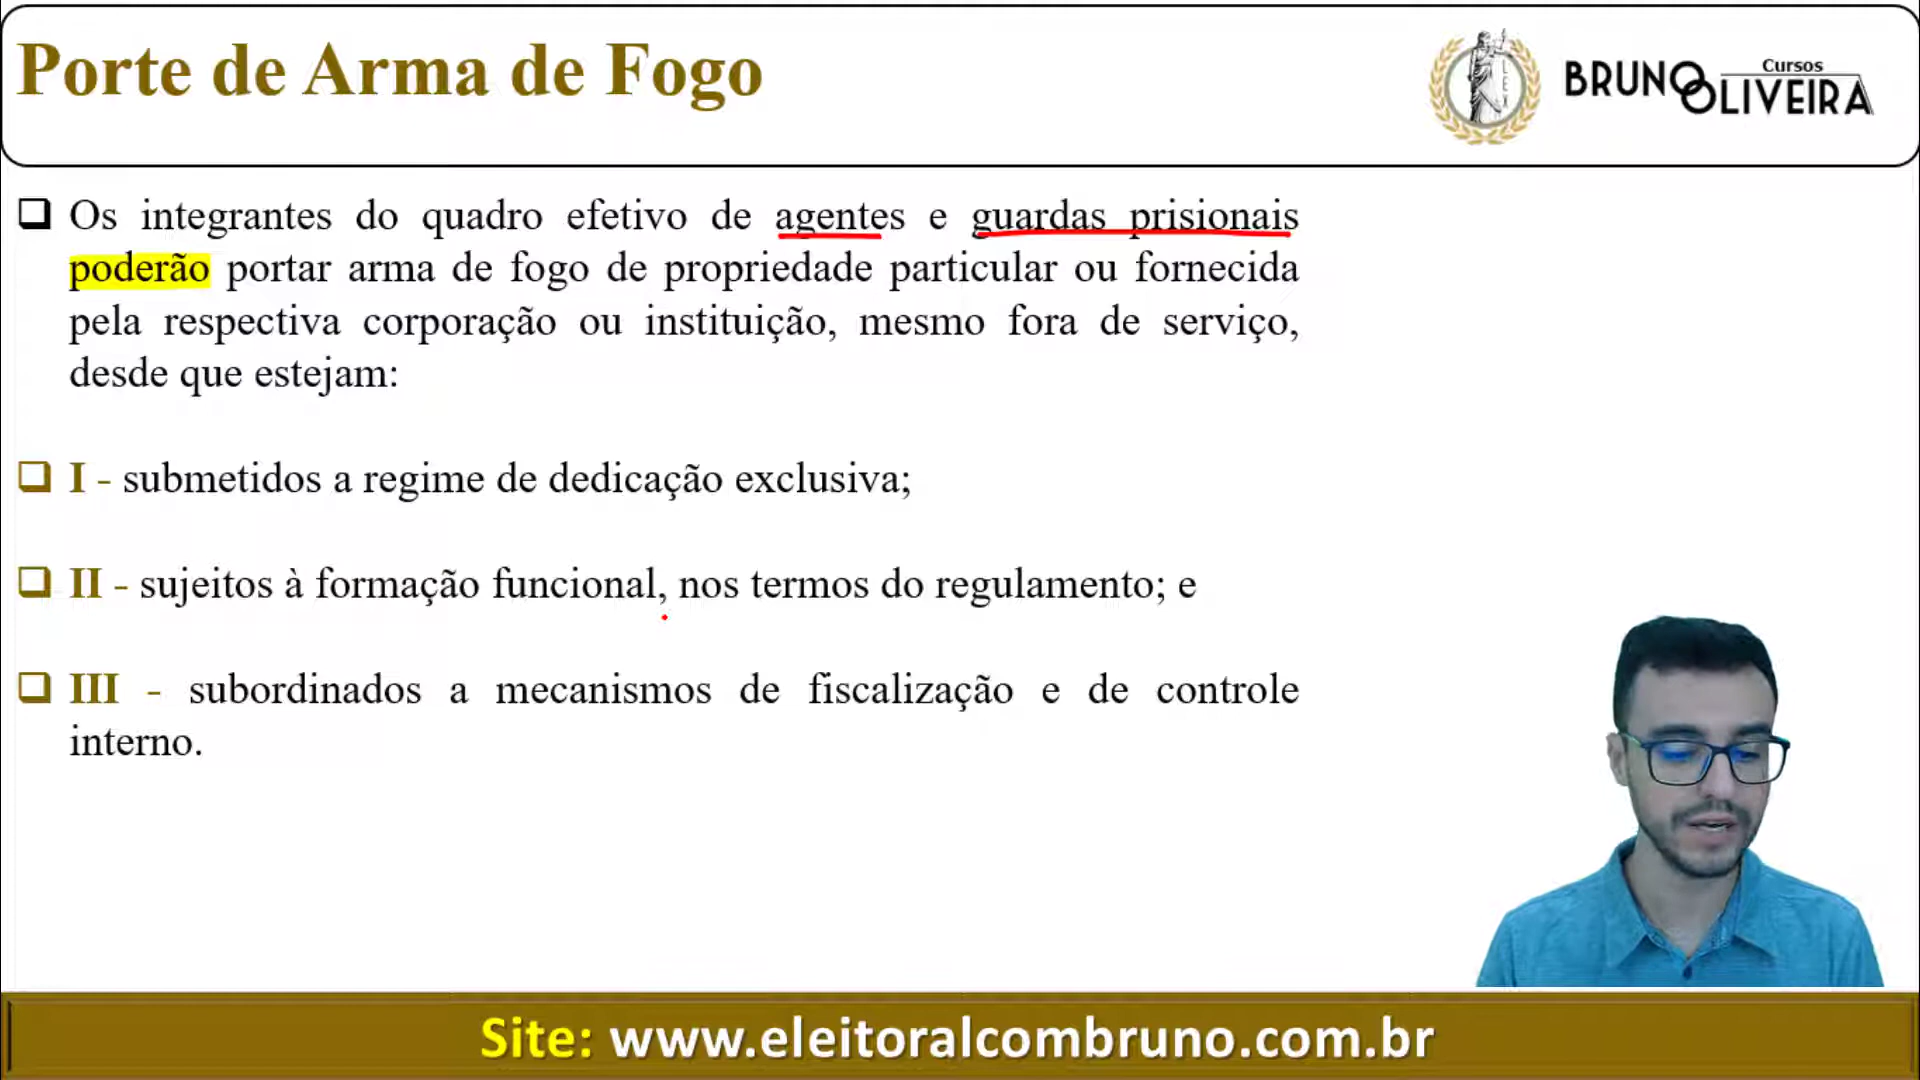 Porte de Arma de Fogo
LEX
Cursos
BRUNO OLIVEIRA
Os integrantes do quadro efetivo de agentes e guardas prisionais
poderão portar arma de fogo de propriedade particular ou fornecida
pela respectiva corporação ou instituição, mesmo fora de serviço,
desde que estejam:
I - submetidos a regime de dedicação exclusiva;
II - sujeitos à formação funcional, nos termos do regulamento; e
III - subordinados a mecanismos de fiscalização e de controle
interno.
Site: www.eleitoralcombruno.com.br